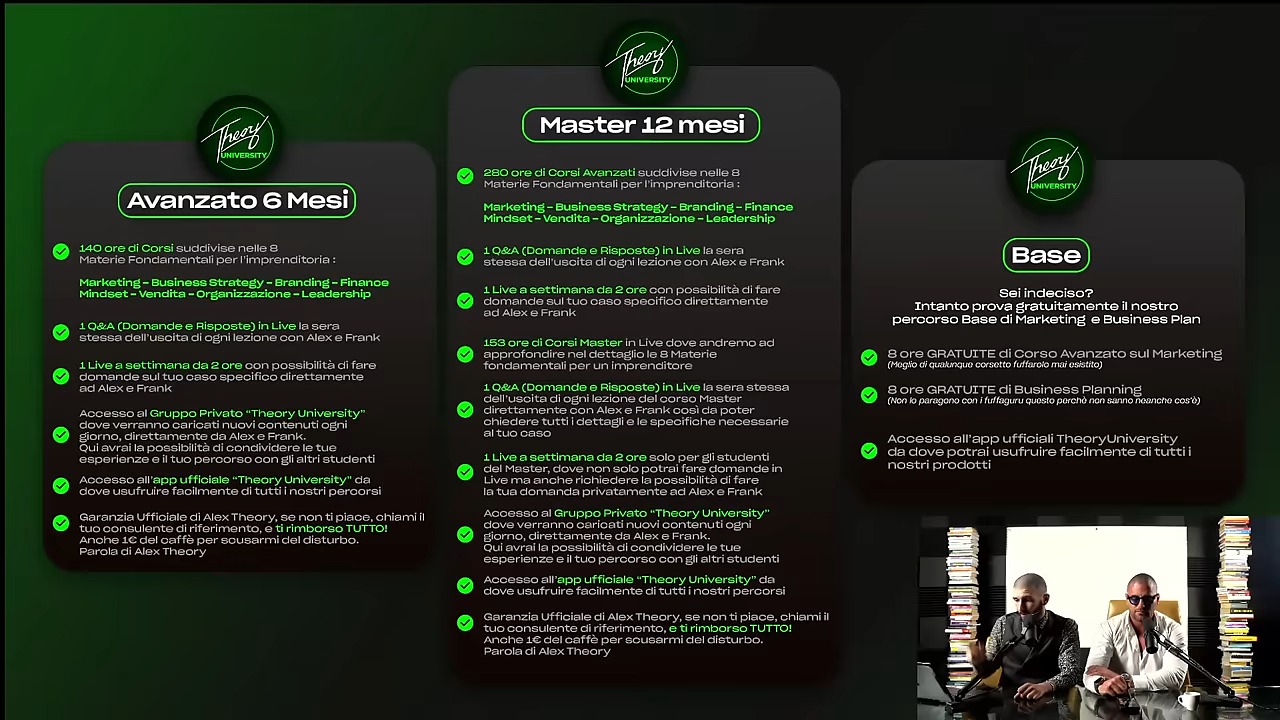 Theory
UNIVERSITY
Avanzato 6 Mesi
140 ore di Corsi suddivise nelle 8
Materie Fondamentali per l'imprenditoria :
Marketing – Business Strategy – Branding – Finance
Mindset – Vendita – Organizzazione – Leadership
1 Q&A (Domande e Risposte) in Live la sera
stessa dell'uscita di ogni lezione con Alex e Frank
1 Live a settimana da 2 ore con possibilità di fare
domande sul tuo caso specifico direttamente
ad Alex e Frank
Accesso al Gruppo Privato “Theory University”
dove verranno caricati nuovi contenuti ogni
giorno, direttamente da Alex e Frank.
Qui avrai la possibilità di condividere le tue
esperienze e il tuo percorso con gli altri studenti
Accesso all'app ufficiale “Theory University” da
dove usufruire facilmente di tutti i nostri percorsi
Garanzia Ufficiale di Alex Theory, se non ti piace, chiami il
tuo consulente di riferimento, e ti rimborso TUTTO!
Anche 1€ del caffè per scusarmi del disturbo.
Parola di Alex Theory
Theory
UNIVERSITY
Master 12 mesi
280 ore di Corsi Avanzati suddivise nelle 8
Materie Fondamentali per l'imprenditoria :
Marketing – Business Strategy – Branding – Finance
Mindset – Vendita – Organizzazione – Leadership
1 Q&A (Domande e Risposte) in Live la sera
stessa dell'uscita di ogni lezione con Alex e Frank
1 Live a settimana da 2 ore con possibilità di fare
domande sul tuo caso specifico direttamente
ad Alex e Frank
153 ore di Corsi Master in Live dove andremo ad
approfondire nel dettaglio le 8 Materie
fondamentali per un imprenditore
1 Q&A (Domande e Risposte) in Live la sera stessa
dell'uscita di ogni lezione del corso Master
direttamente con Alex e Frank così da poter
chiedere tutti i dettagli e le specifiche necessarie
al tuo caso
1 Live a settimana da 2 ore solo per gli studenti
del Master, dove non solo potrai fare domande in
Live ma anche richiedere la possibilità di fare
la tua domanda privatamente ad Alex e Frank
Accesso al Gruppo Privato “Theory University”
dove verranno caricati nuovi contenuti ogni
giorno, direttamente da Alex e Frank.
Qui avrai la possibilità di condividere le tue
esperienze e il tuo percorso con gli altri studenti
Accesso all'app ufficiale “Theory University” da
dove usufruire facilmente di tutti i nostri percorsi
Garanzia Ufficiale di Alex Theory, se non ti piace, chiami il
tuo consulente di riferimento, e ti rimborso TUTTO!
Anche 1€ del caffè per scusarmi del disturbo.
Parola di Alex Theory
Theory
UNIVERSITY
Base
Sei indeciso?
Intanto prova gratuitamente il nostro
percorso Base di Marketing e Business Plan
8 ore GRATUITE di Corso Avanzato sul Marketing
(Meglio di qualunque corsetto fuffarolo mai esistito)
8 ore GRATUITE di Business Planning
(Non lo paragono con i fuffaguru questo perchè non sanno neanche cos'è)
Accesso all'app ufficiali TheoryUniversity
da dove potrai usufruire facilmente di tutti i
nostri prodotti